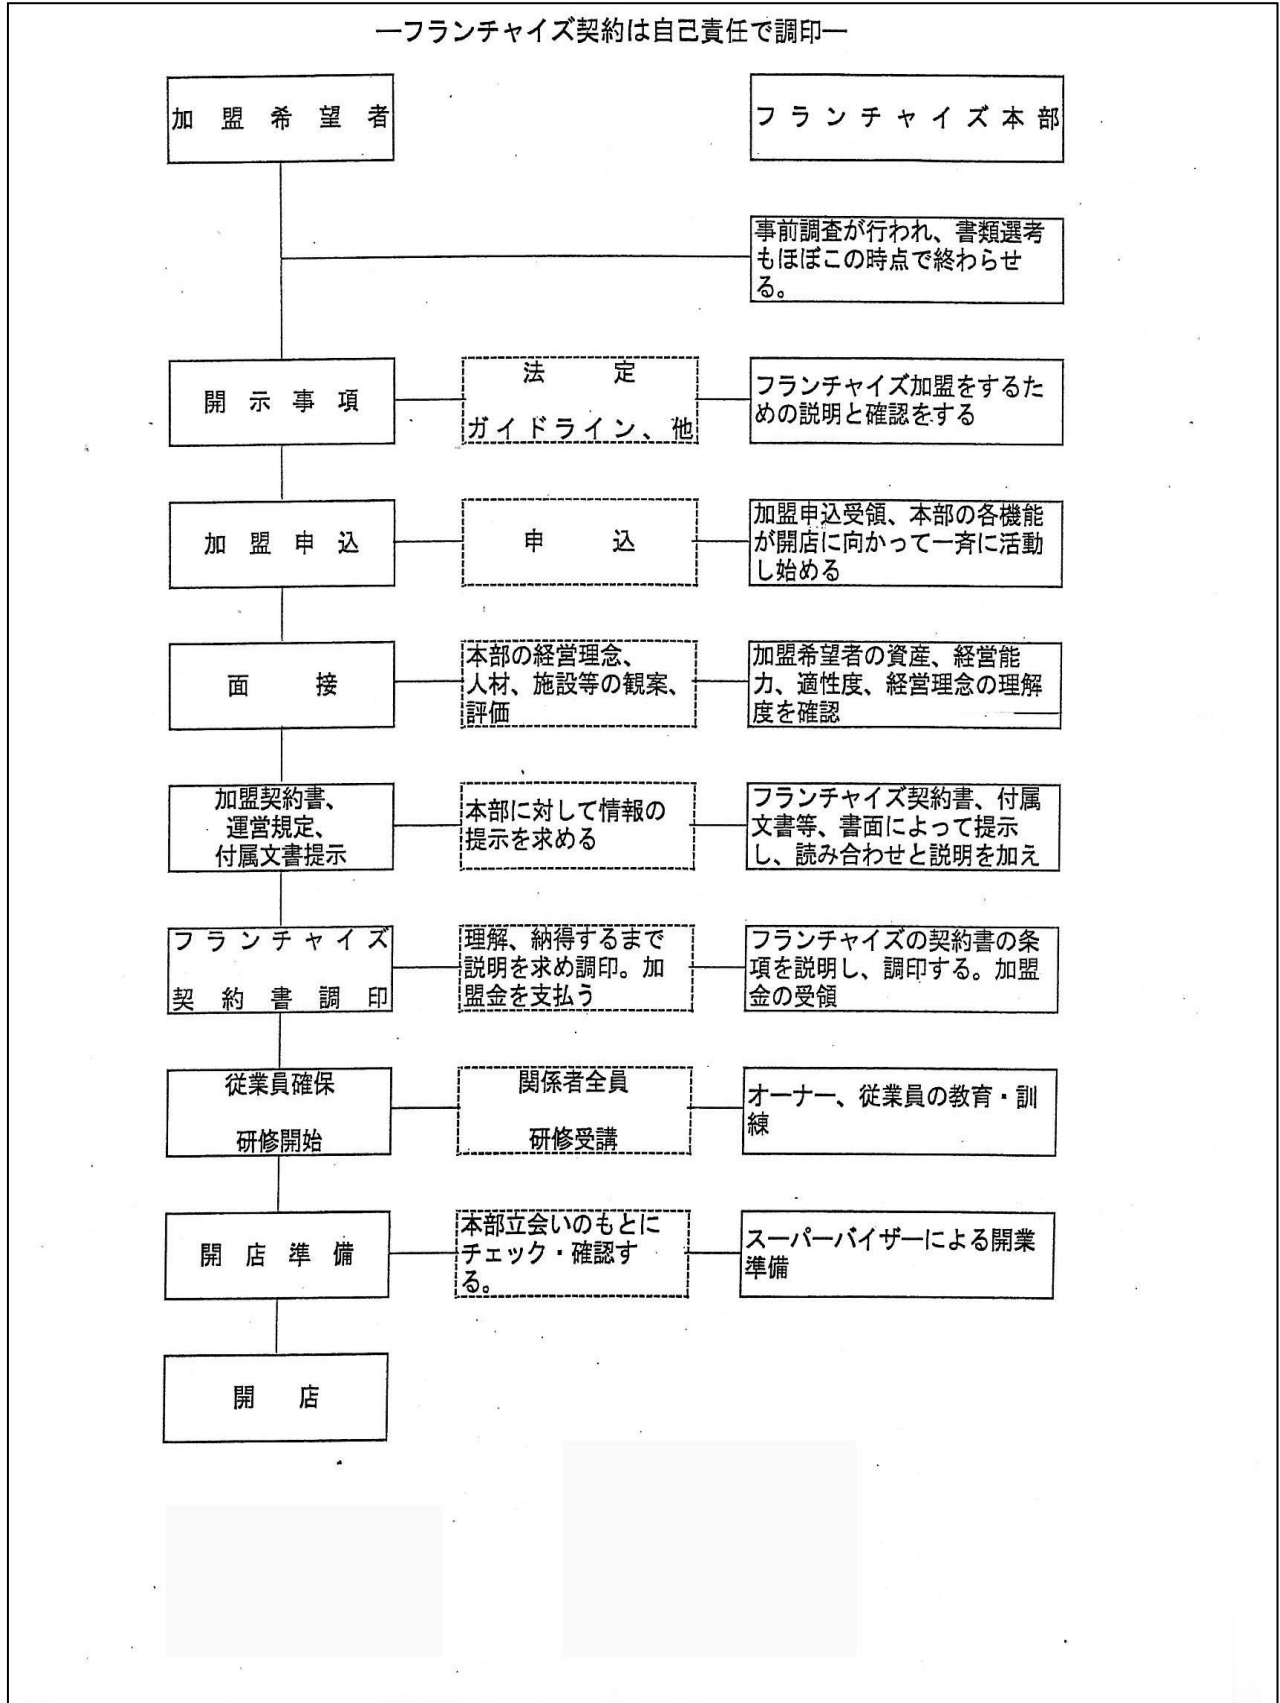 ―フランチャイズ契約は自己責任で調印―
加盟希望者
フランチャイズ本部
事前調査が行われ、書類選考
もほぼこの時点で終わらせ
る。
開示事項
法定
ガイドライン、他
フランチャイズ加盟をするた
めの説明と確認をする
加盟申込
申込
加盟申込受領、本部の各機能
が開店に向かって一斉に活動
し始める
面接
本部の経営理念、
人材、施設等の観案、
評価
加盟希望者の資産、経営能
力、適性度、経営理念の理解
度を確認
加盟契約書、
運営規定、
付属文書提示
本部に対して情報の
提示を求める
フランチャイズ契約書、付属
文書等、書面によって提示
し、読み合わせと説明を加え
フランチャイズ
契約書調印
理解、納得するまで
説明を求め調印。加
盟金を支払う
フランチャイズの契約書の条
項を説明し、調印する。加盟
金の受領
従業員確保
研修開始
関係者全員
研修受講
オーナー、従業員の教育・訓
練
開店準備
本部立会いのもとに
チェック・確認す
る。
スーパーバイザーによる開業
準備
開店